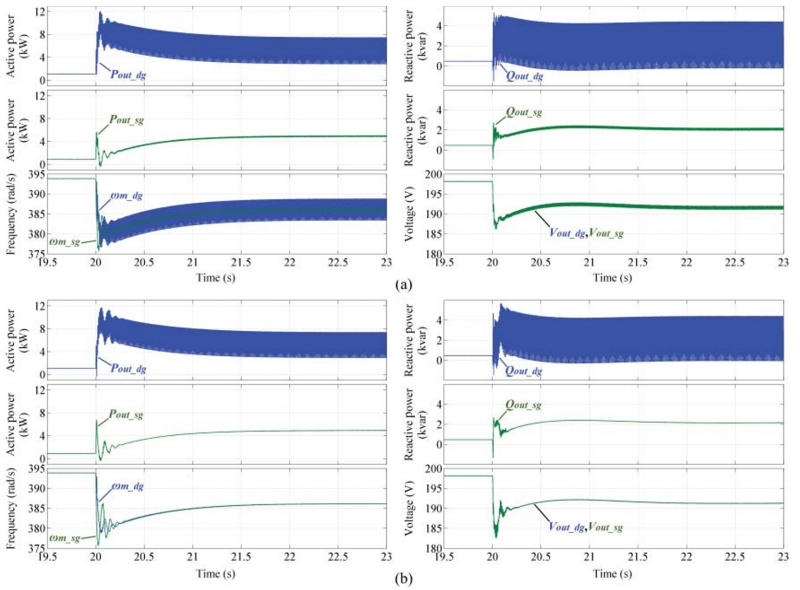 Active power
(kW)
12
8
4
0
Pout_dg
Active power
(kW)
12
8
4
0
Pout_sg
Frequency (rad/s)
395
390
385
380
375
ωm_dg
ωm_sg
19.5 20 20.5 21 21.5 22 22.5 23
Time (s)
Reactive power
(kvar)
4
2
0
Qout_dg
Reactive power
(kvar)
4
2
0
Qout_sg
Voltage (V)
200
195
190
185
180
Vout_dg,Vout_sg
19.5 20 20.5 21 21.5 22 22.5 23
Time (s)
(a)
Active power
(kW)
12
8
4
0
Pout_dg
Active power
(kW)
12
8
4
0
Pout_sg
Frequency (rad/s)
395
390
385
380
375
ωm_dg
ωm_sg
19.5 20 20.5 21 21.5 22 22.5 23
Time (s)
Reactive power
(kvar)
4
2
0
Qout_dg
Reactive power
(kvar)
4
2
0
Qout_sg
Voltage (V)
200
195
190
185
180
Vout_dg,Vout_sg
19.5 20 20.5 21 21.5 22 22.5 23
Time (s)
(b)